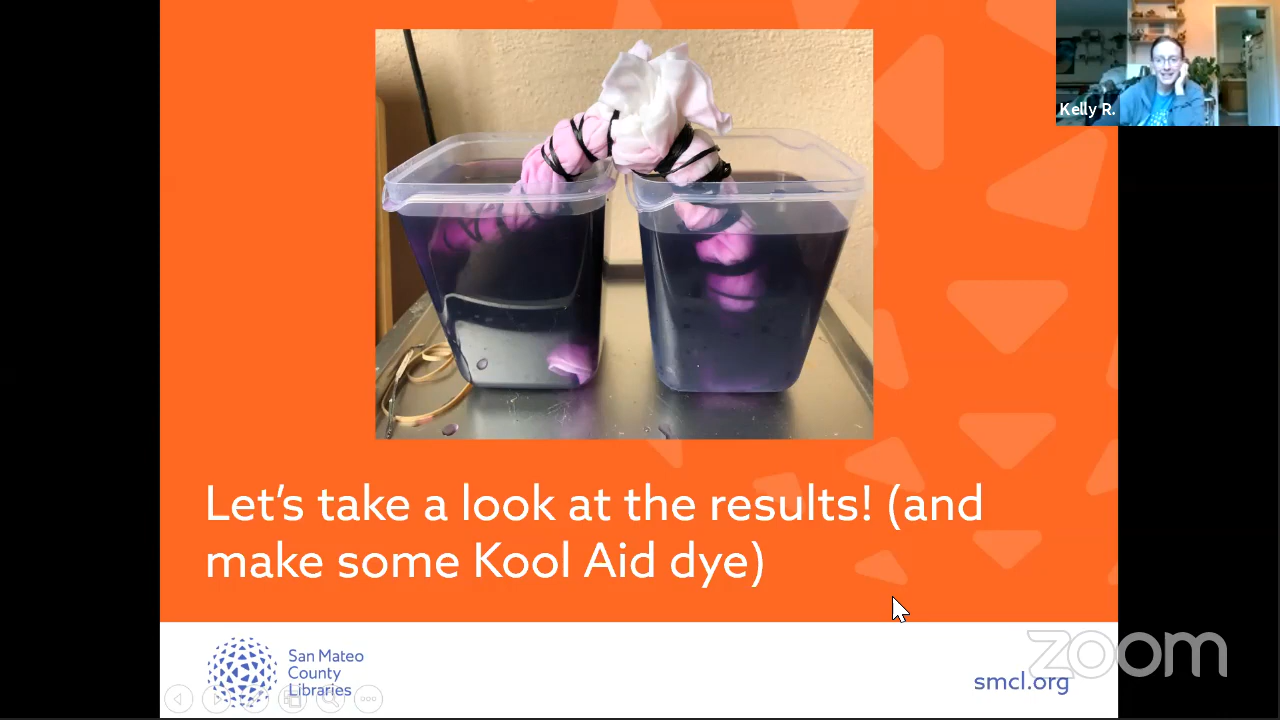 Kelly R.
Let's take a look at the results! (and
make some Kool Aid dye)
San Mateo
County
Libraries
smcl.org
zoom